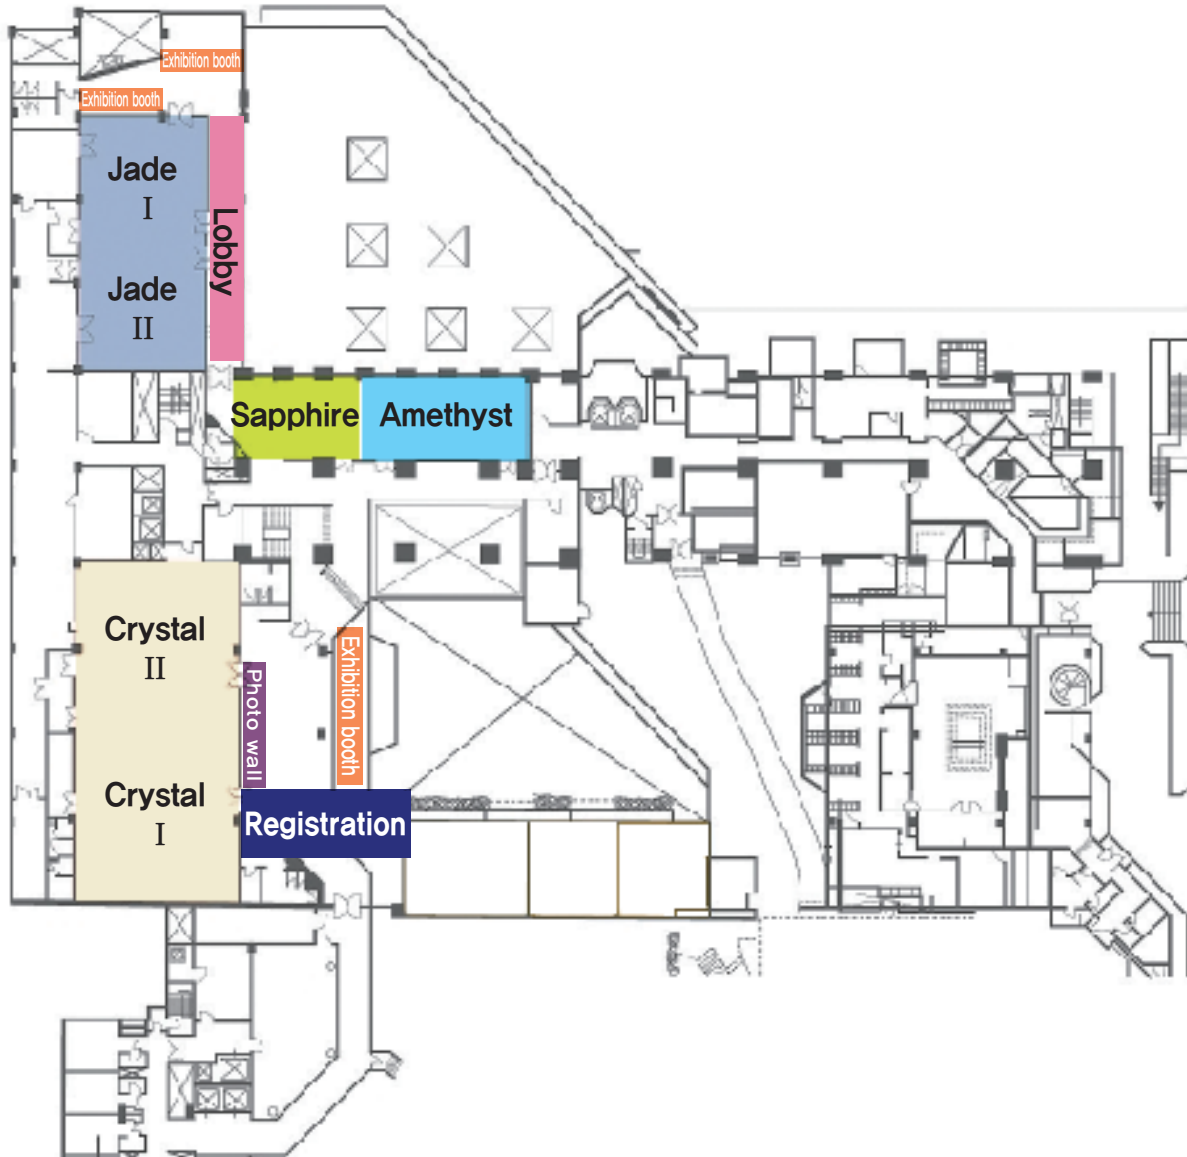 Exhibition booth
Exhibition booth
Jade
I
Lobby
Jade
II
Sapphire
Amethyst
Crystal
II
Exhibition booth
Photo wall
Crystal
I
Registration